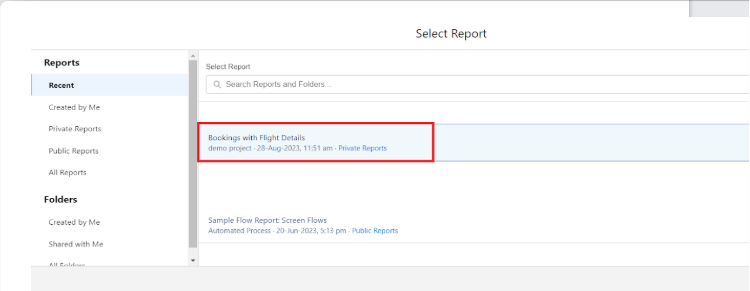 Select Report
Reports
Recent
Created by Me
Private Reports
Public Reports
All Reports
Folders
Created by Me
Shared with Me
All Folders
Select Report
Search Reports and Folders...
Bookings with Flight Details
demo project · 28-Aug-2023, 11:51 am · Private Reports
Sample Flow Report: Screen Flows
Automated Process · 20-Jun-2023, 5:13 pm · Public Reports